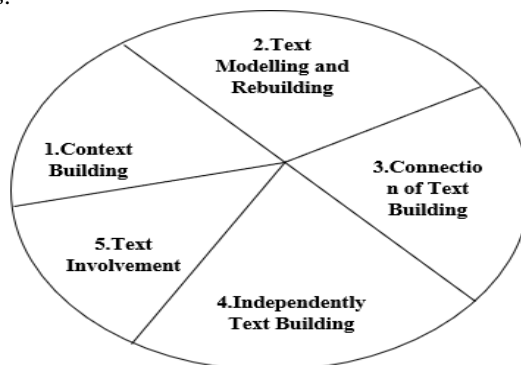 2.Text
Modelling and
Rebuilding
1.Context
Building
3.Connectio
n of Text
Building
5.Text
Involvement
4.Independently
Text Building